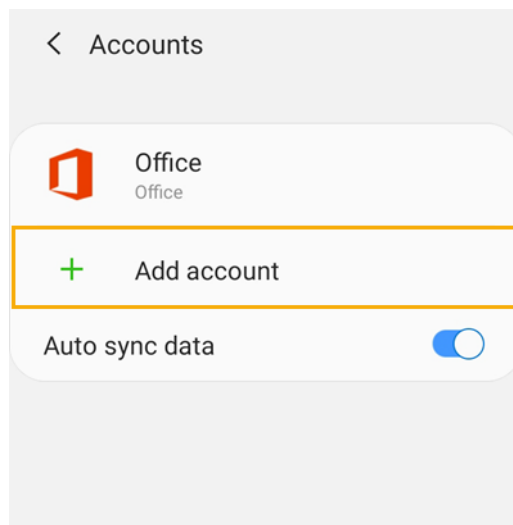 Accounts
Office
Office
Add account
Auto sync data